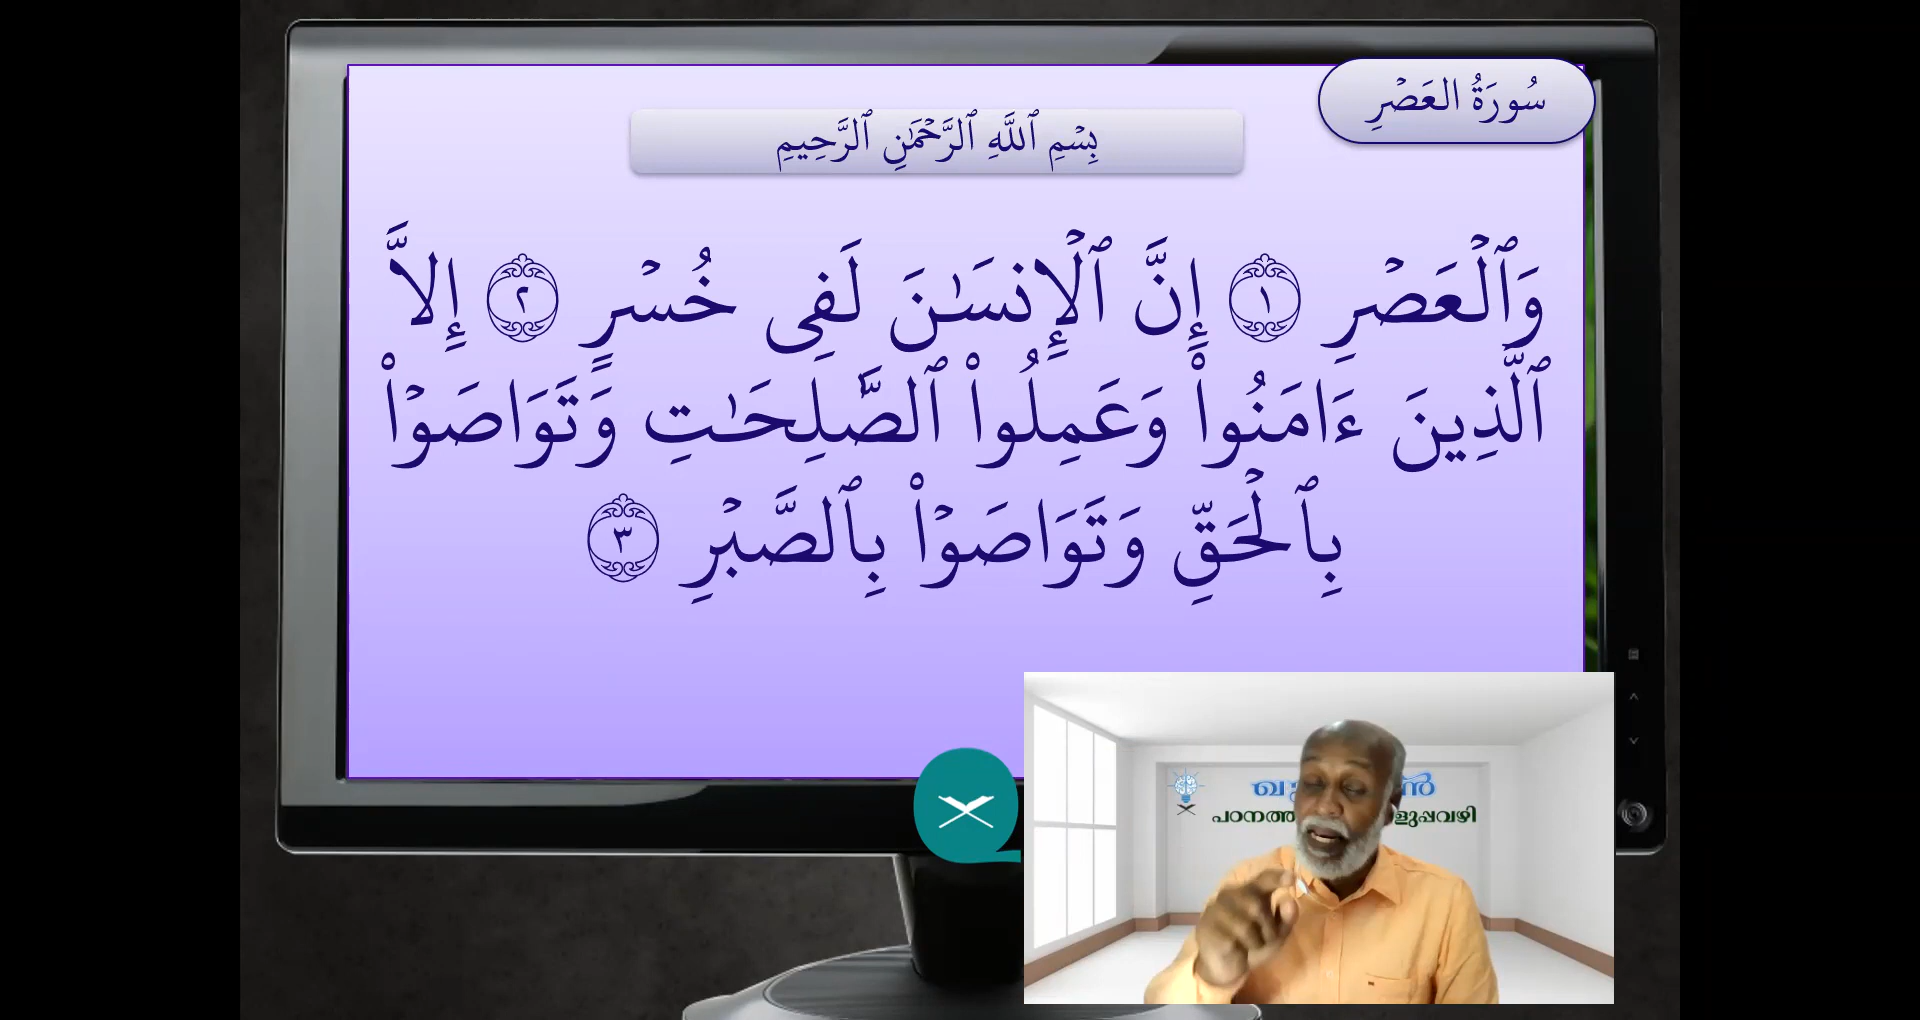 سُورَةُ العَصْرِ
بِسْمِ ٱللَّهِ ٱلرَّحْمَٰنِ ٱلرَّحِيمِ
وَٱلْعَصْرِ ١ إِنَّ ٱلْإِنسَـٰنَ لَفِى خُسْرٍ ٢ إِلاَّ
ٱلَّذِينَ ءَامَنُوا۟ وَعَمِلُوا۟ ٱلصَّـٰلِحَـٰتِ وَتَوَاصَوْا۟
بِٱلْحَقِّ وَتَوَاصَوْا۟ بِٱلصَّبْرِ ٣